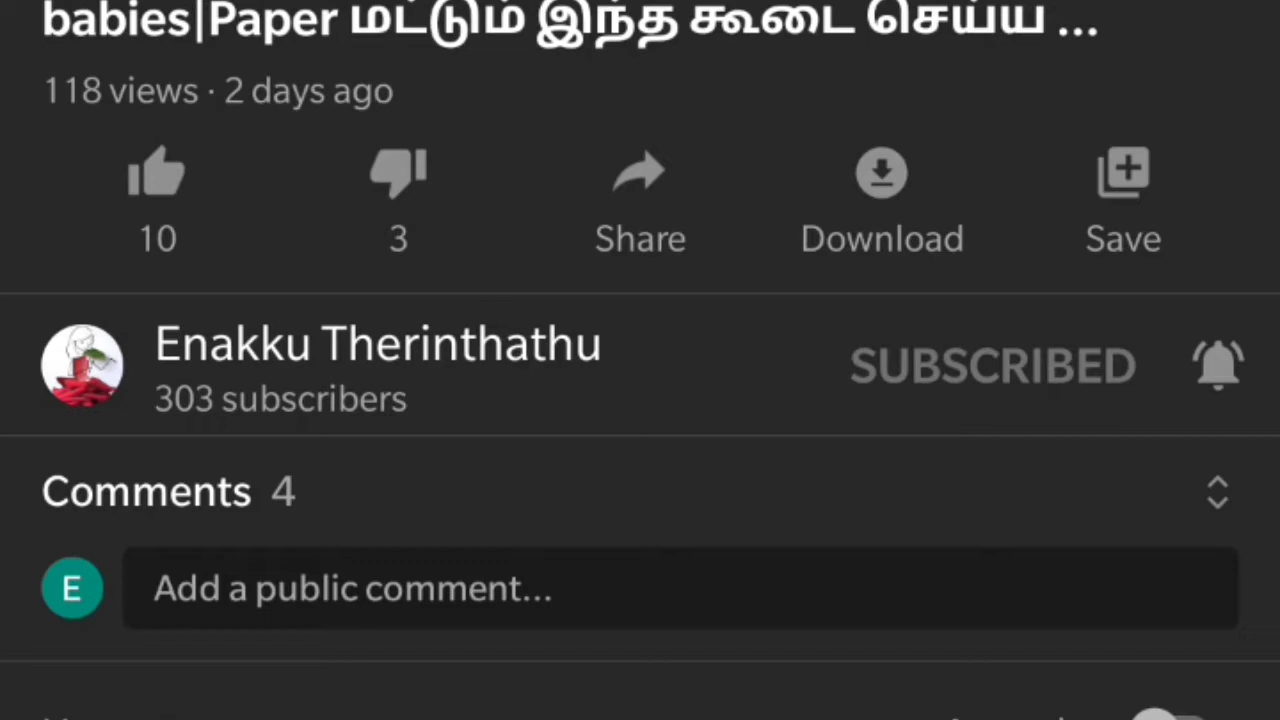 babies|Paper மட்டும் இந்த கூடை செய்ய ...
118 views · 2 days ago
10
3
Share
Download
Save
Enakku Therinthathu
303 subscribers
SUBSCRIBED
Comments 4
E
Add a public comment...